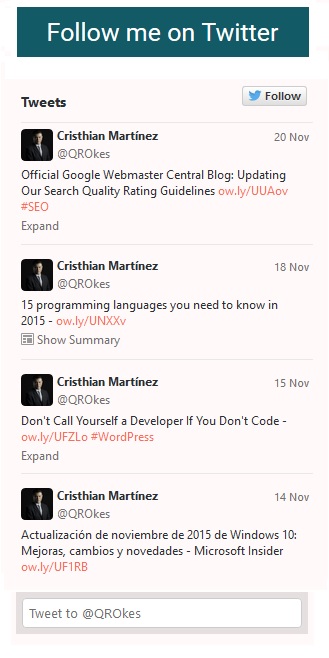 Follow me on Twitter
Tweets
Follow
Cristhian Martínez
20 Nov
@QROkes
Official Google Webmaster Central Blog: Updating
Our Search Quality Rating Guidelines ow.ly/UUAov
#SEO
Expand
Cristhian Martínez
18 Nov
@QROkes
15 programming languages you need to know in
2015 - ow.ly/UNXXv
Show Summary
Cristhian Martínez
15 Nov
@QROkes
Don't Call Yourself a Developer If You Don't Code -
ow.ly/UFZLo #WordPress
Expand
Cristhian Martínez
14 Nov
@QROkes
Actualización de noviembre de 2015 de Windows 10:
Mejoras, cambios y novedades - Microsoft Insider
ow.ly/UF1RB
Tweet to @QROkes